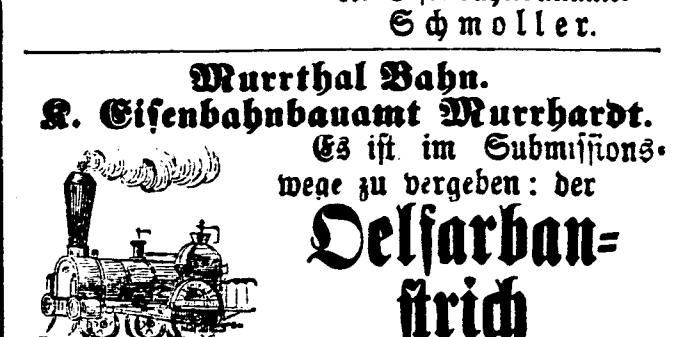 Schmoller.
Murrthal Bahn.
K. Eisenbahnbauamt Murrhardt.
Es ist im Submissions-
wege zu vergeben: der
Oelfarban-
strich